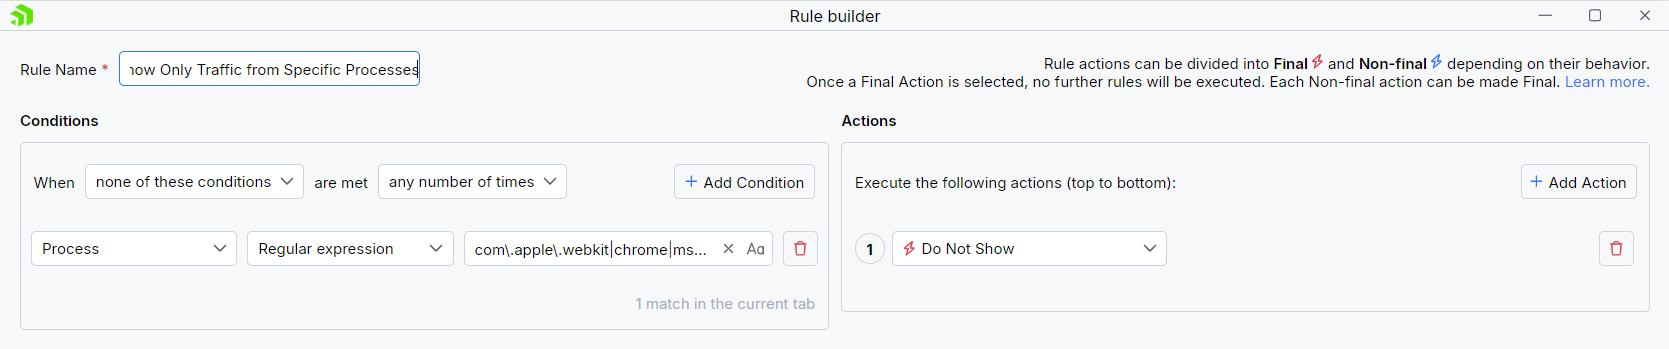 Rule builder
Rule Name *
how Only Traffic from Specific Processes
Rule actions can be divided into Final and Non-final depending on their behavior.
Once a Final Action is selected, no further rules will be executed. Each Non-final action can be made Final. Learn more.
Conditions
Actions
When none of these conditions are met any number of times + Add Condition
Execute the following actions (top to bottom): + Add Action
Process Regular expression com\.apple\.webkit|chrome|ms... Aa
1 Do Not Show
1 match in the current tab